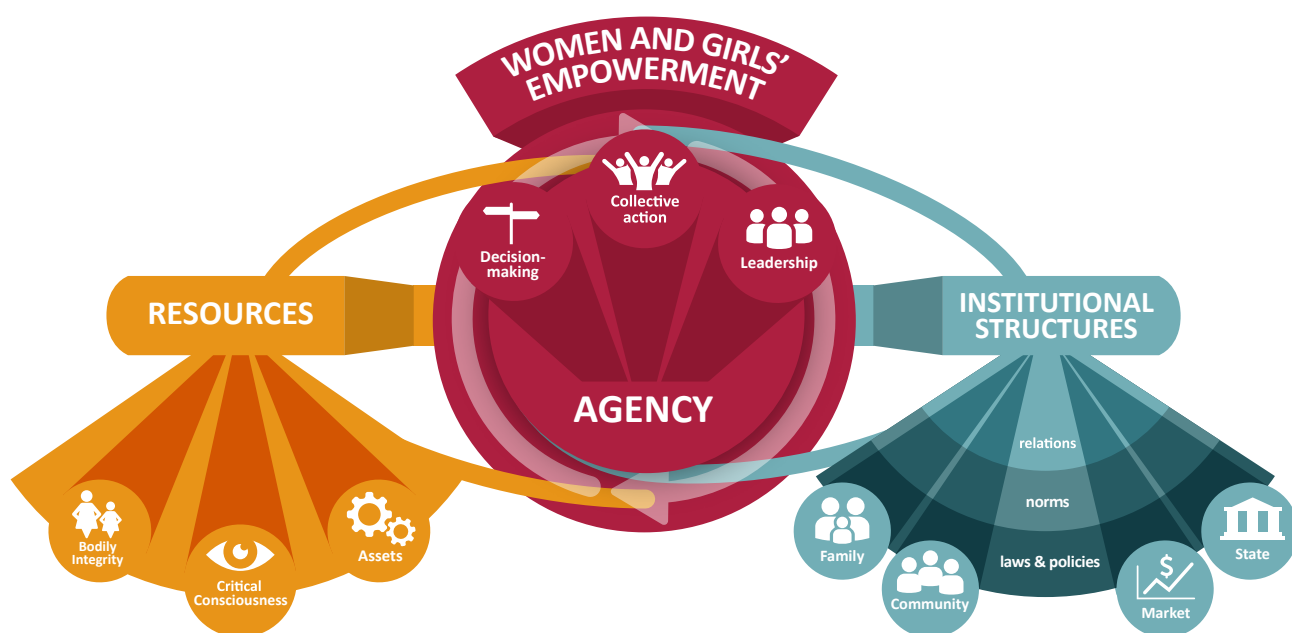 WOMEN AND GIRLS'
EMPOWERMENT
Collective
action
Decision-
making
Leadership
AGENCY
RESOURCES
Bodily
Integrity
Critical
Consciousness
Assets
INSTITUTIONAL
STRUCTURES
relations
norms
laws & policies
Family
Community
$
Market
State